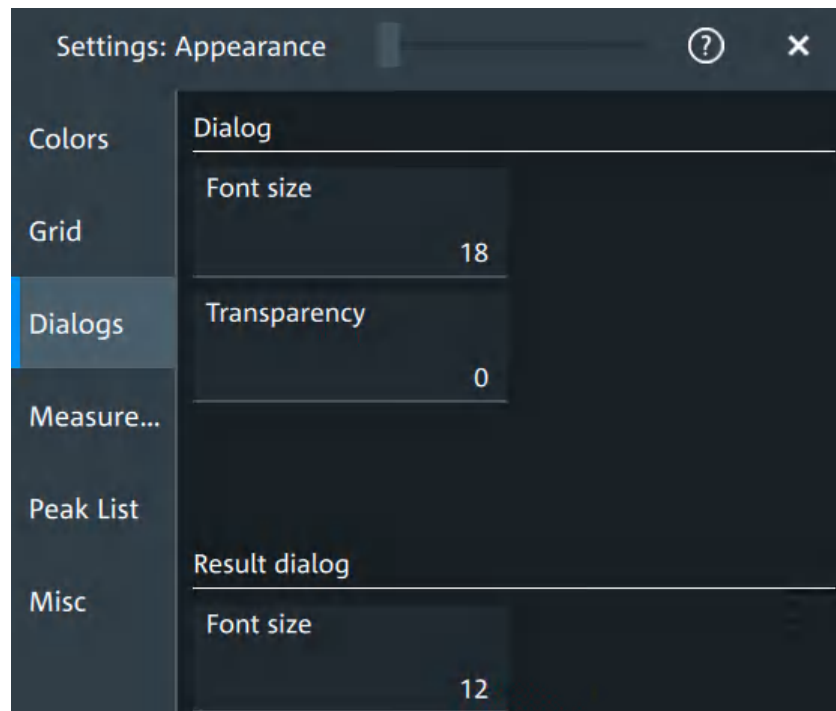 Settings: Appearance
Colors
Grid
Dialogs
Measure...
Peak List
Misc
Dialog
Font size
18
Transparency
0
Result dialog
Font size
12